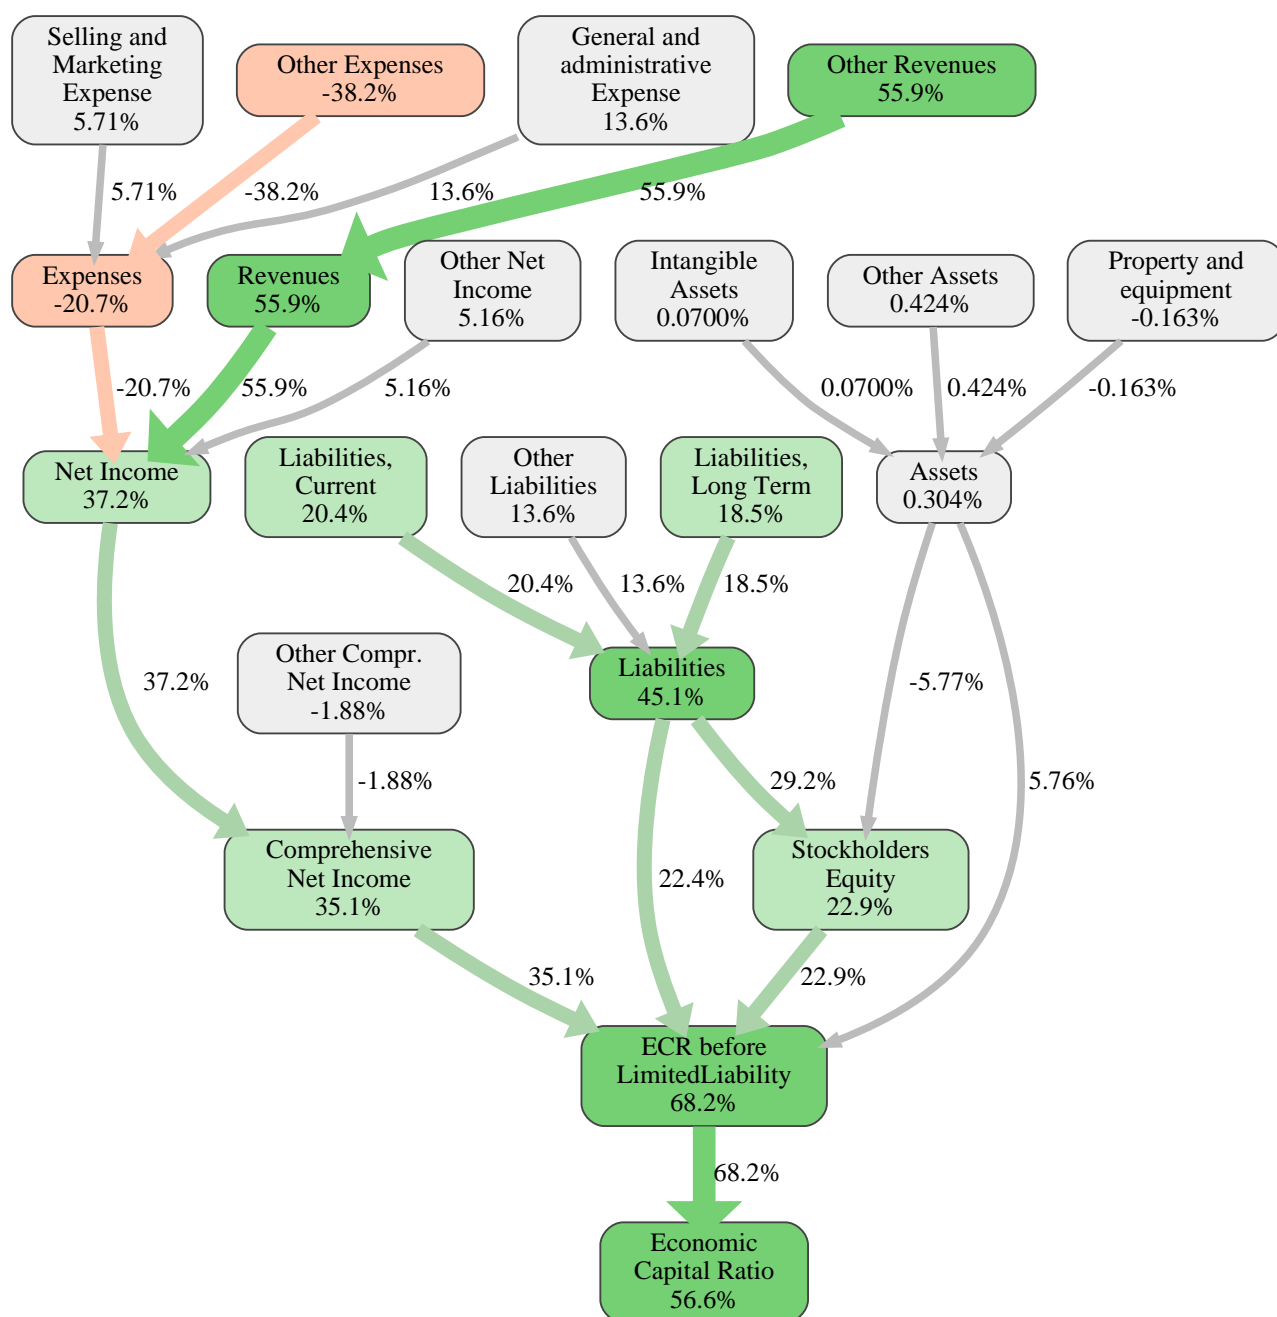 Selling and
Marketing
Expense
5.71%
Other Expenses
-38.2%
General and
administrative
Expense
13.6%
Other Revenues
55.9%
5.71%
-38.2%
13.6%
55.9%
Expenses
-20.7%
Revenues
55.9%
Other Net
Income
5.16%
Intangible
Assets
0.0700%
Other Assets
0.424%
Property and
equipment
-0.163%
-20.7%
55.9%
5.16%
0.0700%
0.424%
-0.163%
Net Income
37.2%
Liabilities,
Current
20.4%
Other
Liabilities
13.6%
Liabilities,
Long Term
18.5%
Assets
0.304%
20.4%
13.6%
18.5%
37.2%
Other Compr.
Net Income
-1.88%
Liabilities
45.1%
-5.77%
-1.88%
29.2%
5.76%
Comprehensive
Net Income
35.1%
22.4%
Stockholders
Equity
22.9%
35.1%
22.9%
ECR before
LimitedLiability
68.2%
68.2%
Economic
Capital Ratio
56.6%